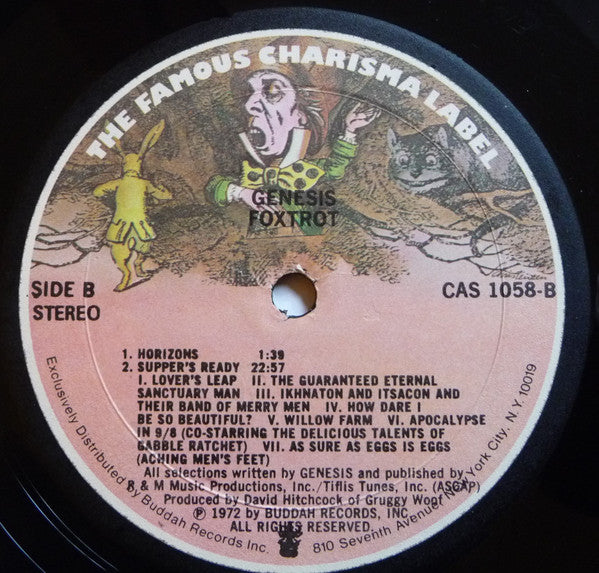 THE FAMOUS CHARISMA LABEL
GENESIS
FOXTROT
SIDE B
STEREO
CAS 1058-B
1. HORIZONS 1:39
2. SUPPER'S READY 22:57
I. LOVER'S LEAP II. THE GUARANTEED ETERNAL
SANCTUARY MAN III. IKHNATON AND ITSACON AND
THEIR BAND OF MERRY MEN IV. HOW DARE I
BE SO BEAUTIFUL? V. WILLOW FARM VI. APOCALYPSE
IN 9/8 (CO-STARRING THE DELICIOUS TALENTS OF
GABBLE RATCHET) VII. AS SURE AS EGGS IS EGGS
(ACHING MEN'S FEET)
All selections written by GENESIS and published by
R & M Music Productions, Inc./Tiflis Tunes, Inc. (ASCAP)
Produced by David Hitchcock of Gruggy Woof
℗ 1972 by BUDDAH RECORDS, INC.
ALL RIGHTS RESERVED.
Exclusively Distributed by Buddah Records Inc. 810 Seventh Avenue, New York City, N.Y. 10019